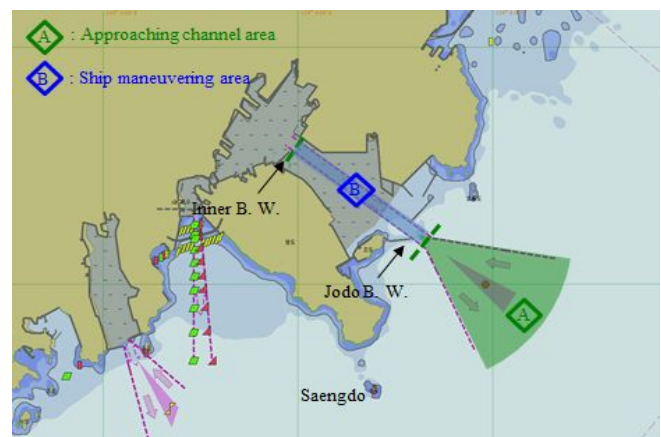 A : Approaching channel area
B : Ship maneuvering area
B
Inner B. W.
Jodo B. W.
A
Saengdo